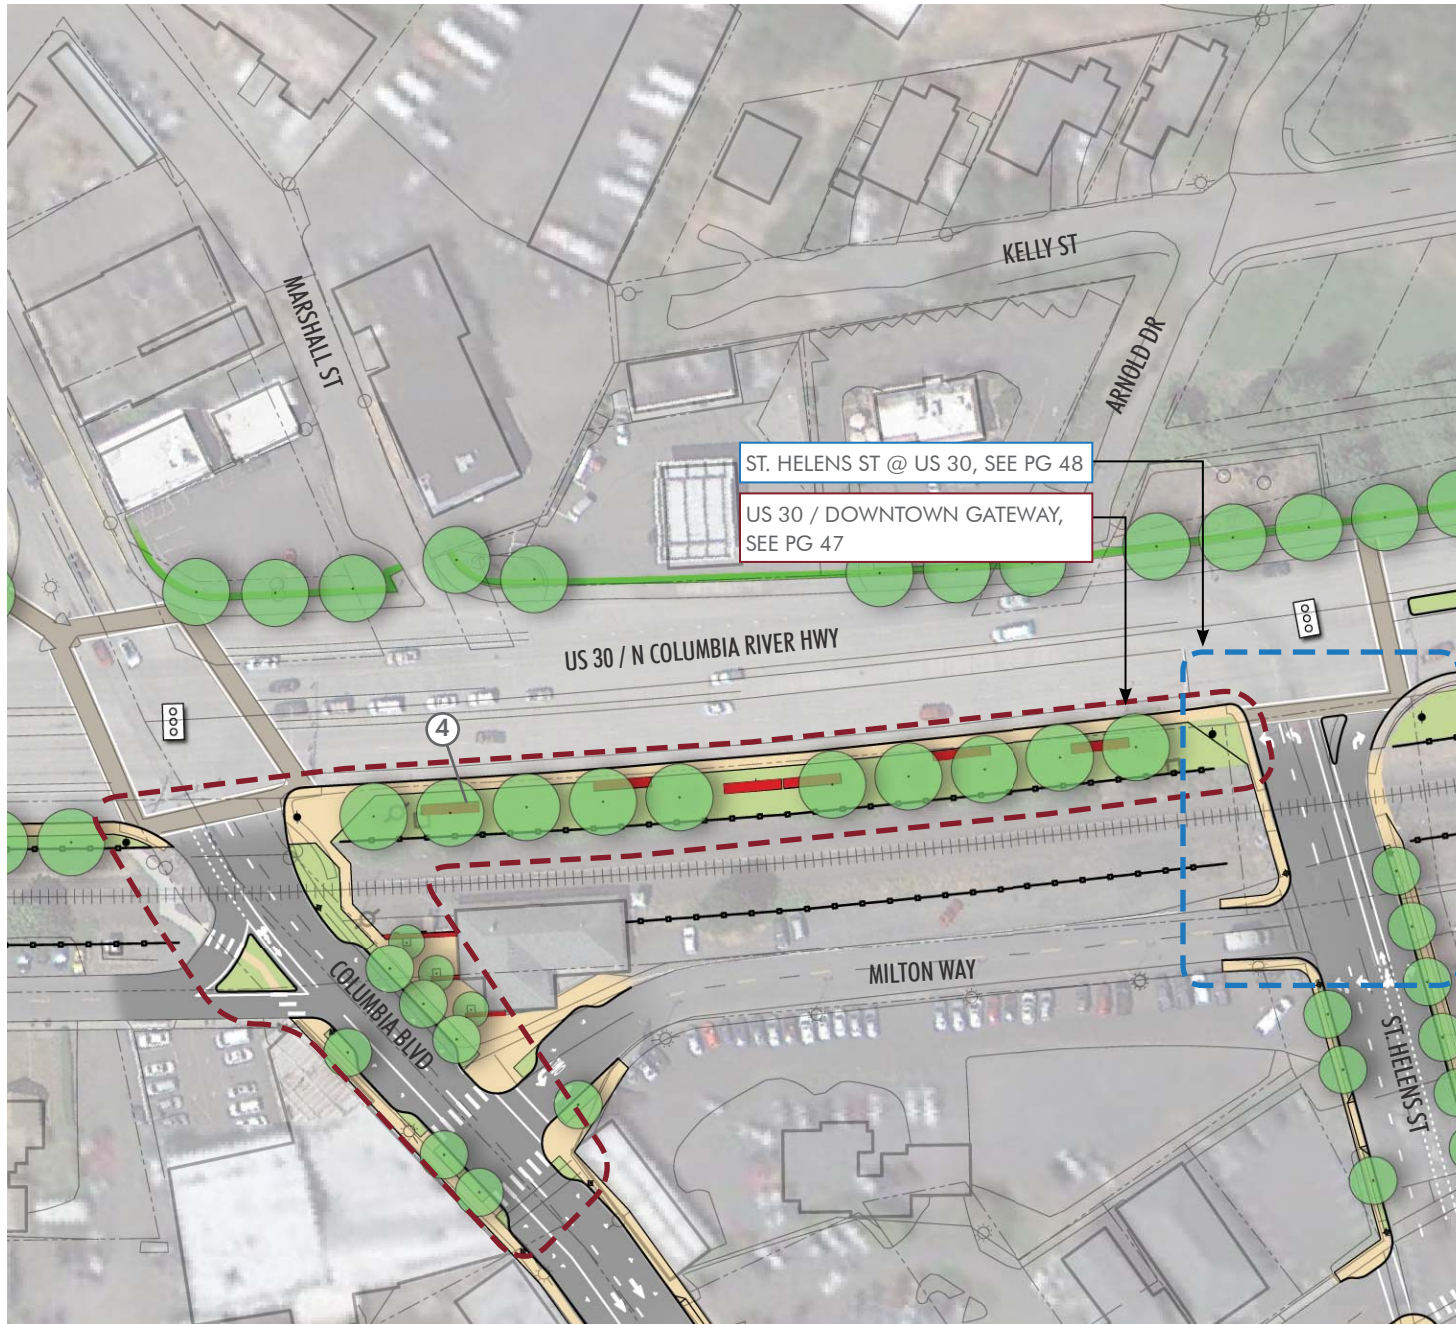 KELLY ST
MARSHALL ST
ARNOLD DR
ST. HELENS ST @ US 30, SEE PG 48
US 30 / DOWNTOWN GATEWAY,
SEE PG 47
US 30 / N COLUMBIA RIVER HWY
4
MILTON WAY
COLUMBIA BLVD
ST HELENS ST